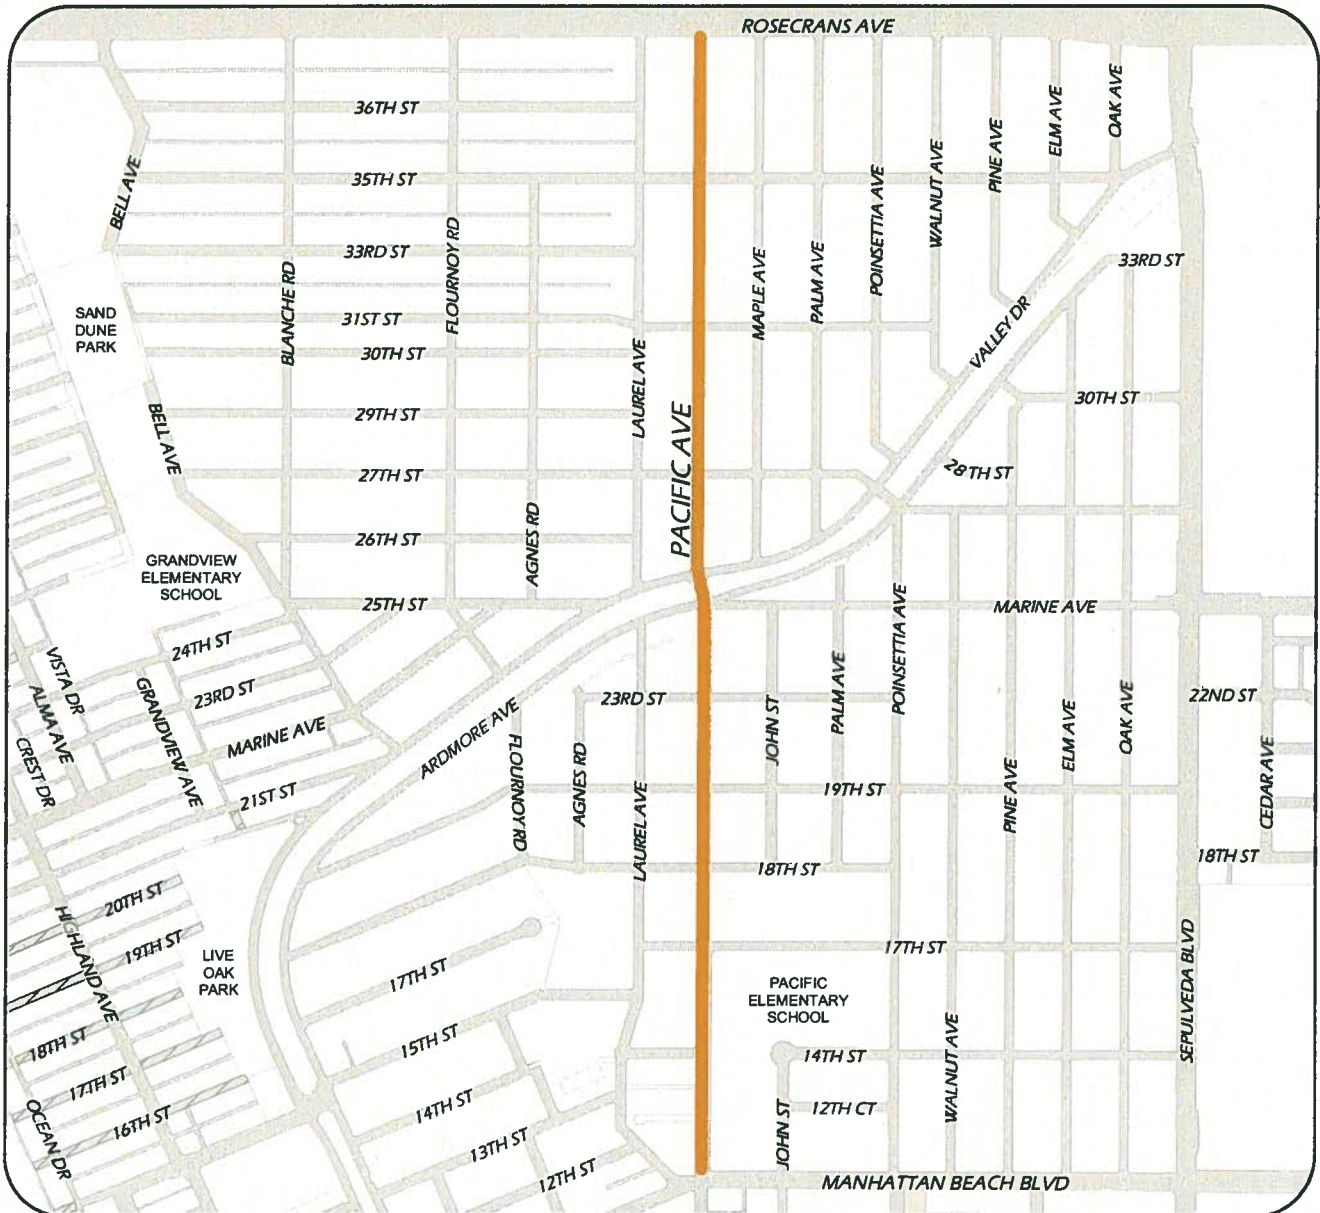 ROSECRANS AVE
36TH ST
35TH ST
33RD ST
31ST ST
30TH ST
29TH ST
27TH ST
26TH ST
25TH ST
BELL AVE
BELL AVE
BLANCHE RD
FLOURNOY RD
AGNES RD
LAUREL AVE
PACIFIC AVE
MAPLE AVE
PALM AVE
POINSETTIA AVE
WALNUT AVE
PINE AVE
ELM AVE
OAK AVE
VALLEY DR
33RD ST
30TH ST
28TH ST
SAND
DUNE
PARK
GRANDVIEW
ELEMENTARY
SCHOOL
MARINE AVE
24TH ST
23RD ST
MARINE AVE
21ST ST
VISTA DR
ALMA AVE
CREST DR
GRANDVIEW AVE
ARDMORE AVE
FLOURNOY RD
AGNES RD
LAUREL AVE
23RD ST
JOHN ST
PALM AVE
POINSETTIA AVE
PINE AVE
ELM AVE
OAK AVE
22ND ST
CEDAR AVE
19TH ST
18TH ST
18TH ST
20TH ST
19TH ST
HIGHLAND AVE
18TH ST
17TH ST
16TH ST
OCEAN DR
LIVE
OAK
PARK
17TH ST
15TH ST
14TH ST
13TH ST
12TH ST
17TH ST
PACIFIC
ELEMENTARY
SCHOOL
14TH ST
12TH CT
JOHN ST
WALNUT AVE
SEPULVEDA BLVD
MANHATTAN BEACH BLVD